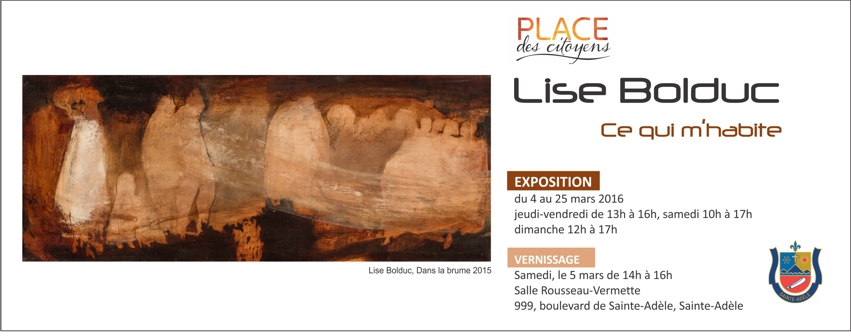 PLACE
des citoyens
Lise Bolduc
Ce qui m'habite
EXPOSITION
du 4 au 25 mars 2016
jeudi-vendredi de 13h à 16h, samedi 10h à 17h
dimanche 12h à 17h
Lise Bolduc, Dans la brume 2015
VERNISSAGE
Samedi, le 5 mars de 14h à 16h
Salle Rousseau-Vermette
999, boulevard de Sainte-Adèle, Sainte-Adèle
SAINTE-ADÈLE